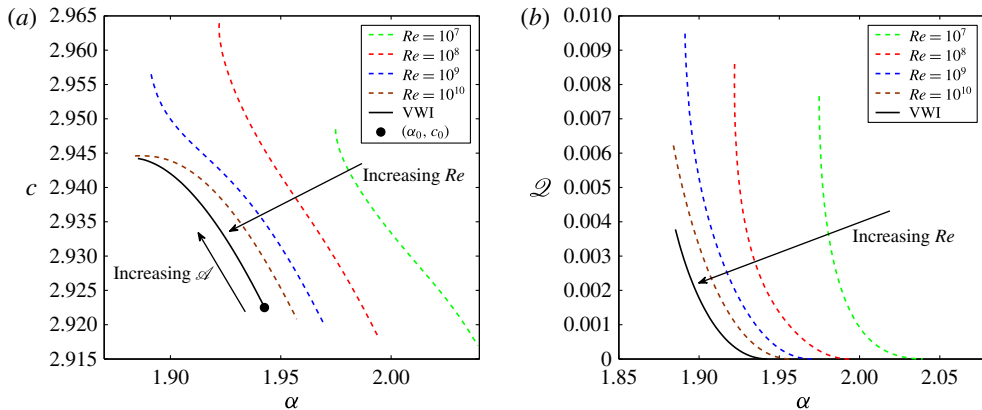 (a)
2.965
2.960
2.955
2.950
2.945
2.940
2.935
2.930
2.925
2.920
2.915
c
1.90
1.95
2.00
α
Re = 10^7
Re = 10^8
Re = 10^9
Re = 10^10
VWI
(α0, c0)
Increasing Re
Increasing 𝒜
(b)
0.010
0.009
0.008
0.007
0.006
0.005
0.004
0.003
0.002
0.001
0
𝒬
1.85
1.90
1.95
2.00
2.05
α
Re = 10^7
Re = 10^8
Re = 10^9
Re = 10^10
VWI
Increasing Re